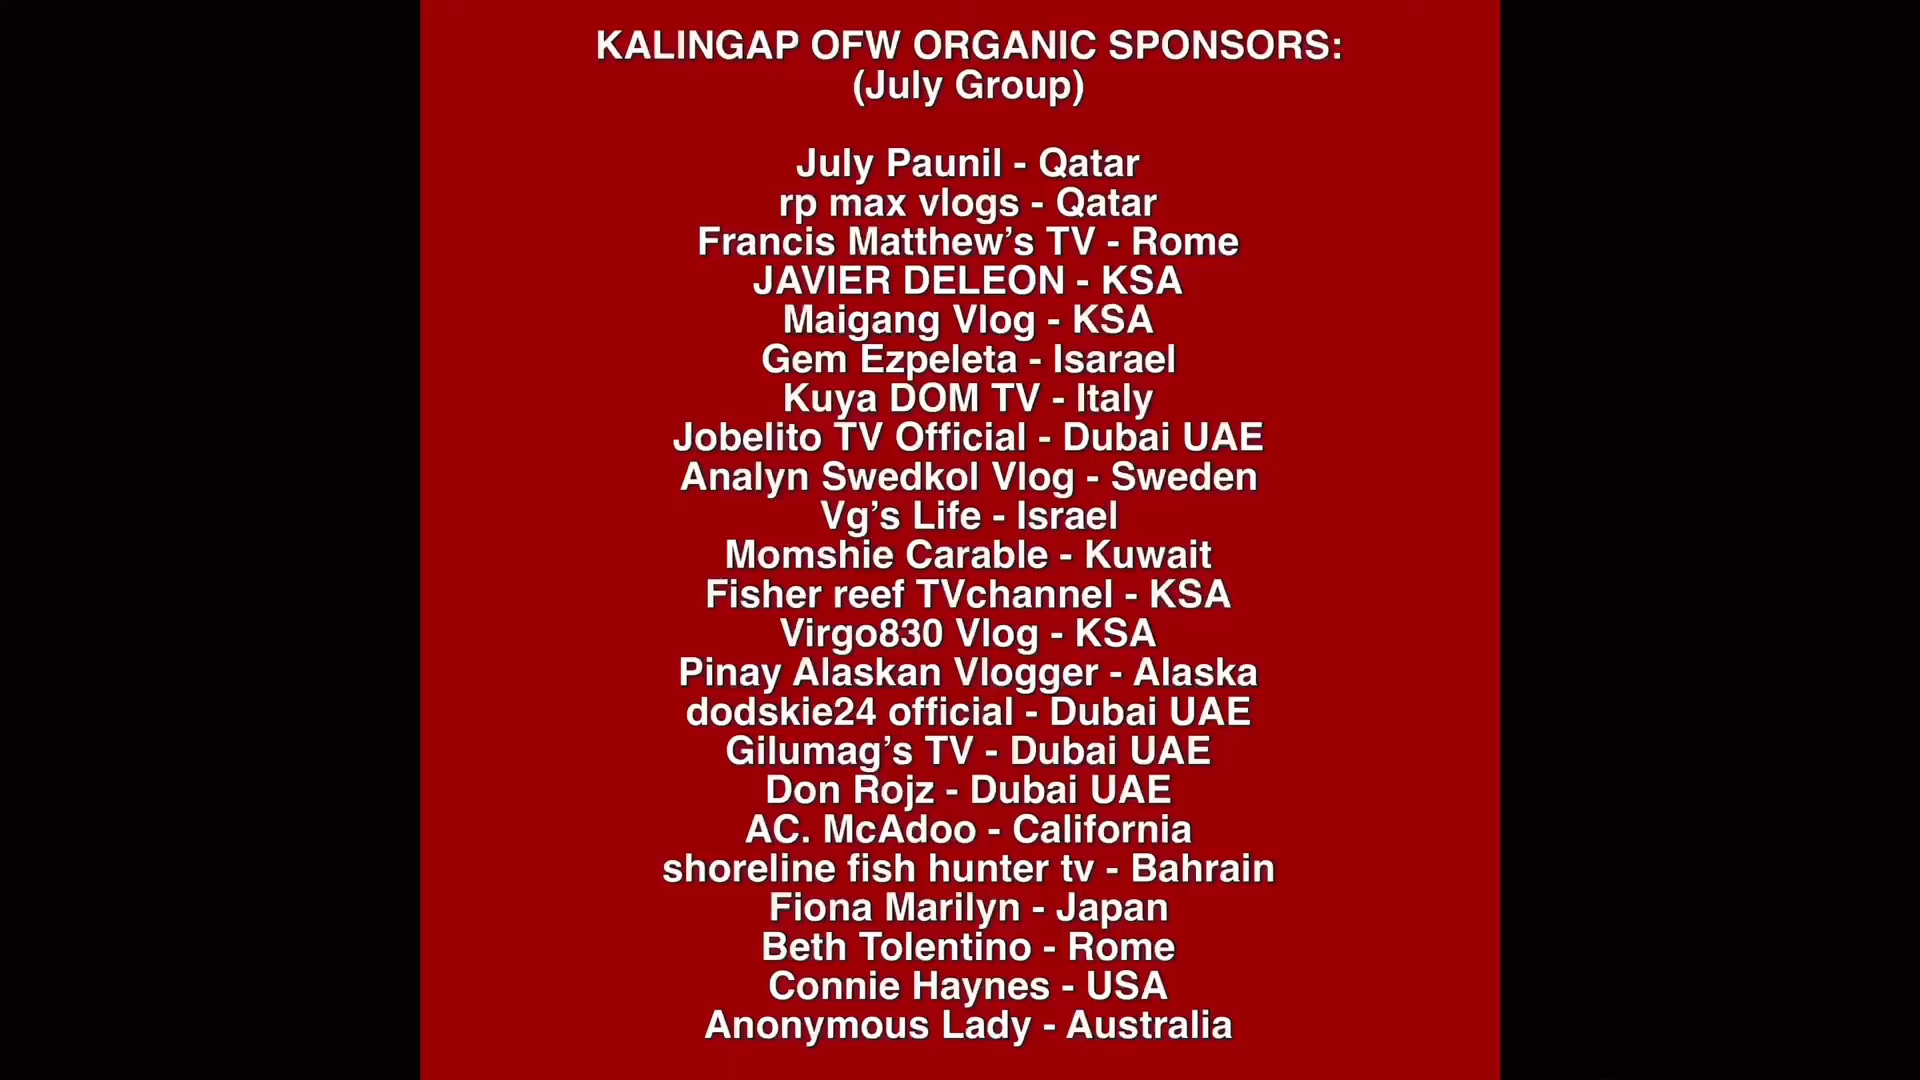 KALINGAP OFW ORGANIC SPONSORS:
(July Group)
July Paunil - Qatar
rp max vlogs - Qatar
Francis Matthew’s TV - Rome
JAVIER DELEON - KSA
Maigang Vlog - KSA
Gem Ezpeleta - Isarael
Kuya DOM TV - Italy
Jobelito TV Official - Dubai UAE
Analyn Swedkol Vlog - Sweden
Vg’s Life - Israel
Momshie Carable - Kuwait
Fisher reef TVchannel - KSA
Virgo830 Vlog - KSA
Pinay Alaskan Vlogger - Alaska
dodskie24 official - Dubai UAE
Gilumag’s TV - Dubai UAE
Don Rojz - Dubai UAE
AC. McAdoo - California
shoreline fish hunter tv - Bahrain
Fiona Marilyn - Japan
Beth Tolentino - Rome
Connie Haynes - USA
Anonymous Lady - Australia